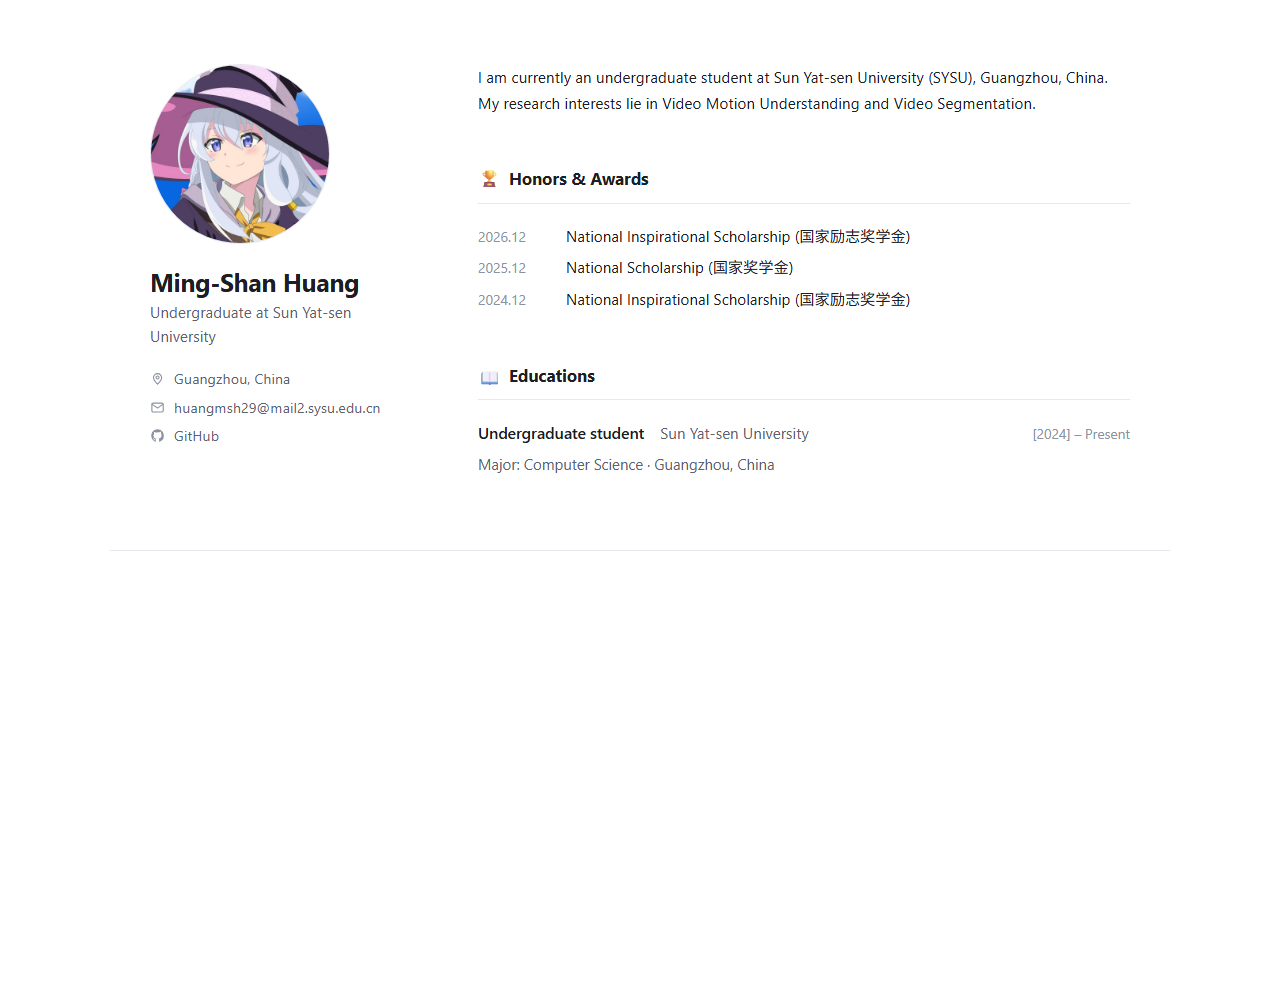 Ming-Shan Huang
Undergraduate at Sun Yat-sen
University
Guangzhou, China
huangmsh29@mail2.sysu.edu.cn
GitHub
I am currently an undergraduate student at Sun Yat-sen University (SYSU), Guangzhou, China.
My research interests lie in Video Motion Understanding and Video Segmentation.
Honors & Awards
2026.12 National Inspirational Scholarship (国家励志奖学金)
2025.12 National Scholarship (国家奖学金)
2024.12 National Inspirational Scholarship (国家励志奖学金)
Educations
Undergraduate student Sun Yat-sen University [2024] – Present
Major: Computer Science · Guangzhou, China